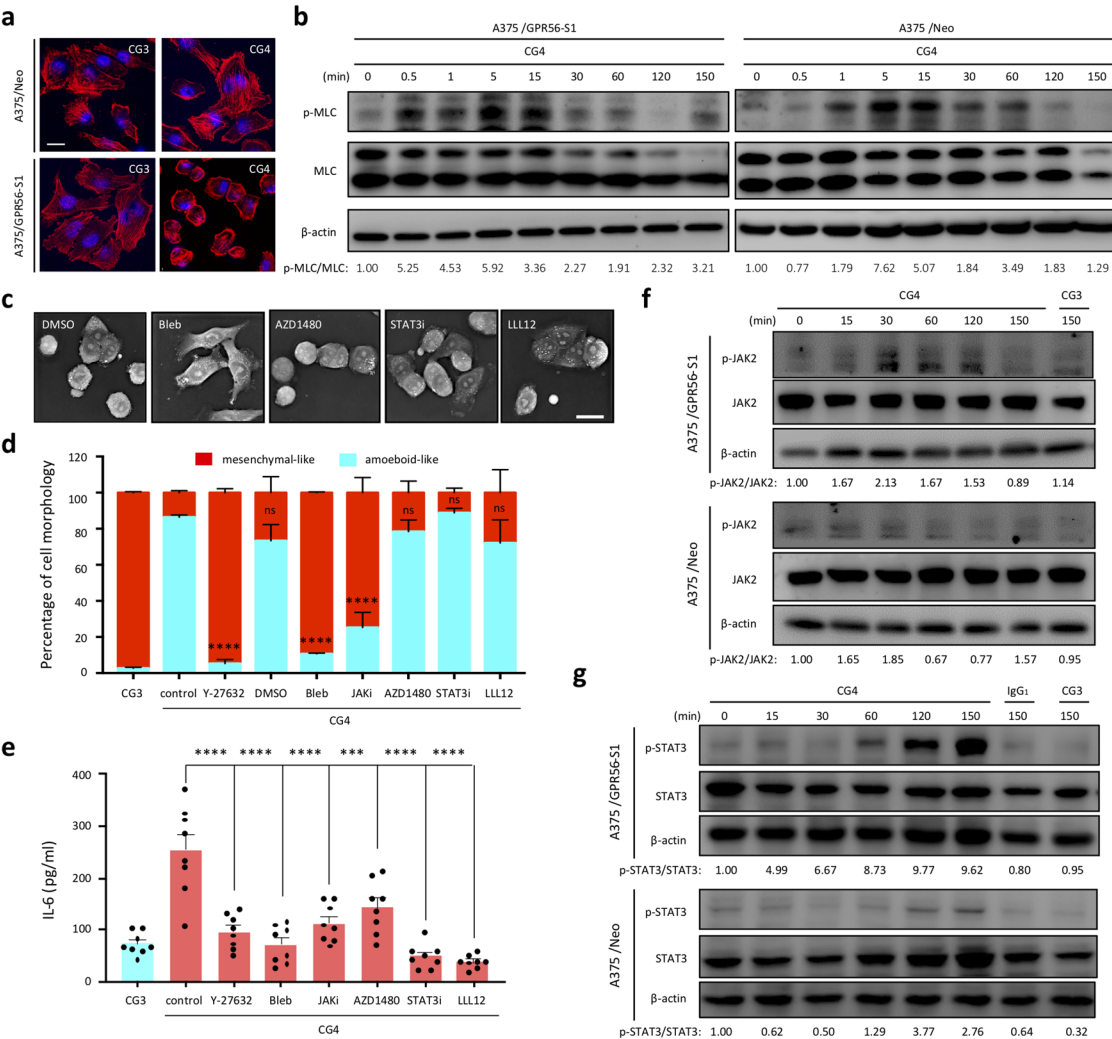 a
A375/Neo
CG3
CG4
A375/GPR56-S1
CG3
CG4
b
A375 /GPR56-S1
A375 /Neo
CG4
CG4
(min) 0 0.5 1 5 15 30 60 120 150 0 0.5 1 5 15 30 60 120 150
p-MLC
MLC
β-actin
p-MLC/MLC: 1.00 5.25 4.53 5.92 3.36 2.27 1.91 2.32 3.21 1.00 0.77 1.79 7.62 5.07 1.84 3.49 1.83 1.29
c
DMSO
Bleb
AZD1480
STAT3i
LLL12
d
Percentage of cell morphology
mesenchymal-like
amoeboid-like
120
100
80
60
40
20
0
ns
ns
ns
ns
****
****
****
CG3 control Y-27632 DMSO Bleb JAKi AZD1480 STAT3i LLL12
CG4
e
IL-6 (pg/ml)
**** **** **** *** **** ****
400
300
200
100
0
CG3 control Y-27632 Bleb JAKi AZD1480 STAT3i LLL12
CG4
f
CG4 CG3
(min) 0 15 30 60 120 150 150
A375 /GPR56-S1
p-JAK2
JAK2
β-actin
p-JAK2/JAK2: 1.00 1.67 2.13 1.67 1.53 0.89 1.14
A375 /Neo
p-JAK2
JAK2
β-actin
p-JAK2/JAK2: 1.00 1.65 1.85 0.67 0.77 1.57 0.95
g
CG4 IgG1 CG3
(min) 0 15 30 60 120 150 150 150
A375 /GPR56-S1
p-STAT3
STAT3
β-actin
p-STAT3/STAT3: 1.00 4.99 6.67 8.73 9.77 9.62 0.80 0.95
A375 /Neo
p-STAT3
STAT3
β-actin
p-STAT3/STAT3: 1.00 0.62 0.50 1.29 3.77 2.76 0.64 0.32